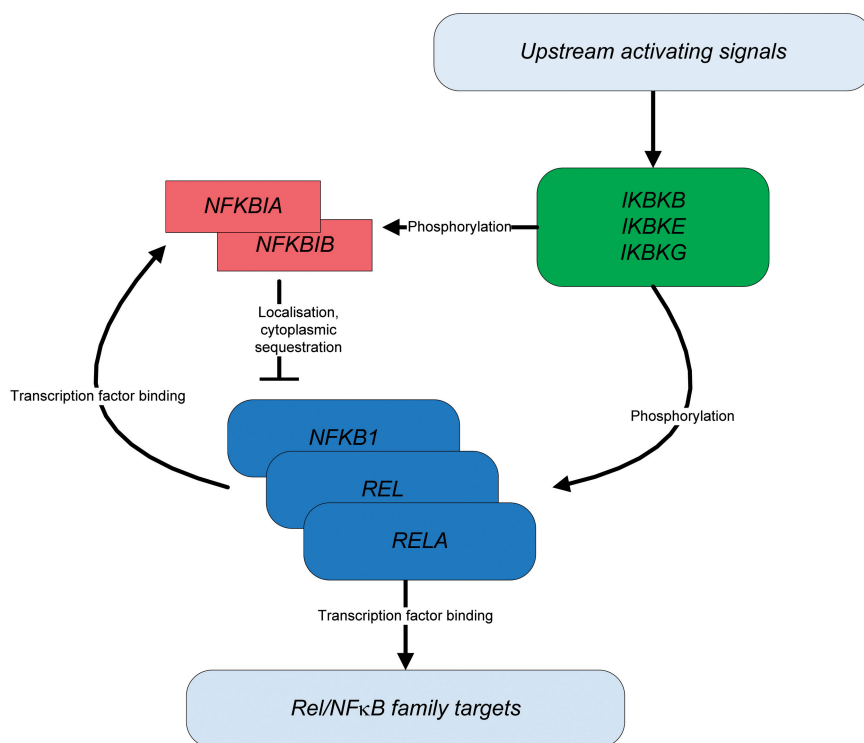 Upstream activating signals
IKBKB
IKBKE
IKBKG
NFKBIA
NFKBIB
Phosphorylation
Localisation,
cytoplasmic
sequestration
Transcription factor binding
Phosphorylation
NFKB1
REL
RELA
Transcription factor binding
Rel/NFκB family targets